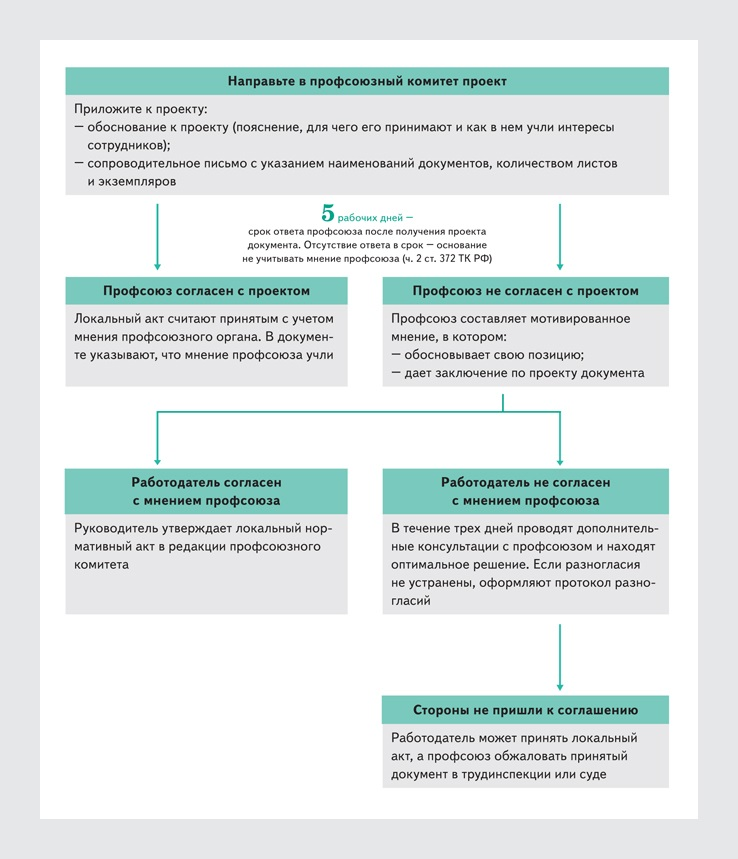 Направьте в профсоюзный комитет проект
Приложите к проекту:
— обоснование к проекту (пояснение, для чего его принимают и как в нем учли интересы
сотрудников);
— сопроводительное письмо с указанием наименований документов, количеством листов
и экземпляров
5 рабочих дней —
срок ответа профсоюза после получения проекта
документа. Отсутствие ответа в срок — основание
не учитывать мнение профсоюза (ч. 2 ст. 372 ТК РФ)
Профсоюз согласен с проектом
Локальный акт считают принятым с учетом
мнения профсоюзного органа. В докумен-
те указывают, что мнение профсоюза учли
Профсоюз не согласен с проектом
Профсоюз составляет мотивированное
мнение, в котором:
— обосновывает свою позицию;
— дает заключение по проекту документа
Работодатель согласен
с мнением профсоюза
Руководитель утверждает локальный нор-
мативный акт в редакции профсоюзного
комитета
Работодатель не согласен
с мнением профсоюза
В течение трех дней проводят дополнитель-
ные консультации с профсоюзом и находят
оптимальное решение. Если разногласия
не устранены, оформляют протокол разно-
гласий
Стороны не пришли к соглашению
Работодатель может принять локальный
акт, а профсоюз обжаловать принятый
документ в трудинспекции или суде